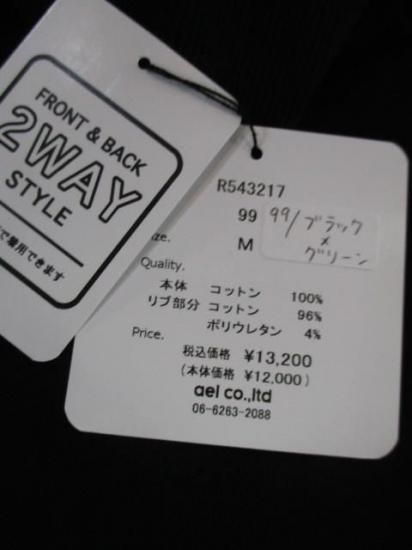 FRONT & BACK
2WAY
STYLE
で着用できます
R543217
99
99/ブラック
×
グリーン
ize.
M
Quality.
本体 コットン 100%
リブ部分 コットン 96%
ポリウレタン 4%
Price.
税込価格 ¥13,200
(本体価格 ¥12,000)
ael co.,ltd
06-6263-2088